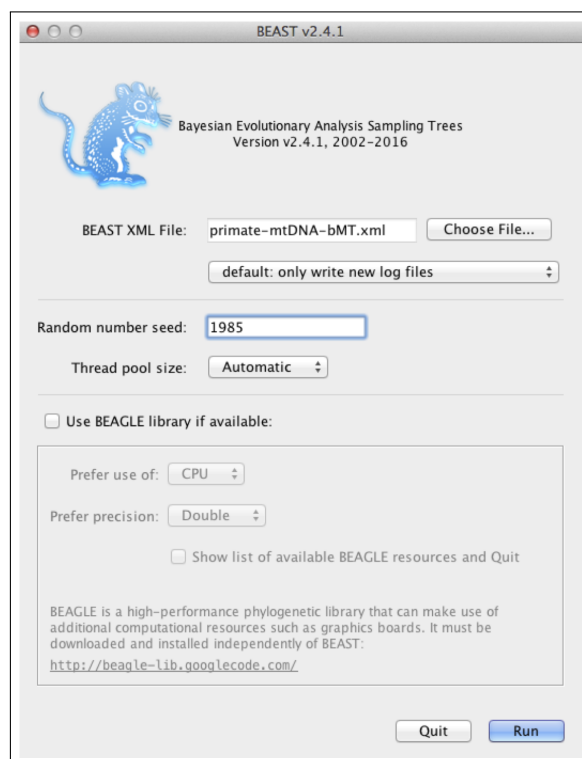 BEAST v2.4.1
Bayesian Evolutionary Analysis Sampling Trees
Version v2.4.1, 2002–2016
BEAST XML File: primate-mtDNA-bMT.xml Choose File...
default: only write new log files
Random number seed: 1985
Thread pool size: Automatic
Use BEAGLE library if available:
Prefer use of: CPU
Prefer precision: Double
Show list of available BEAGLE resources and Quit
BEAGLE is a high-performance phylogenetic library that can make use of
additional computational resources such as graphics boards. It must be
downloaded and installed independently of BEAST:
http://beagle-lib.googlecode.com/
Quit Run